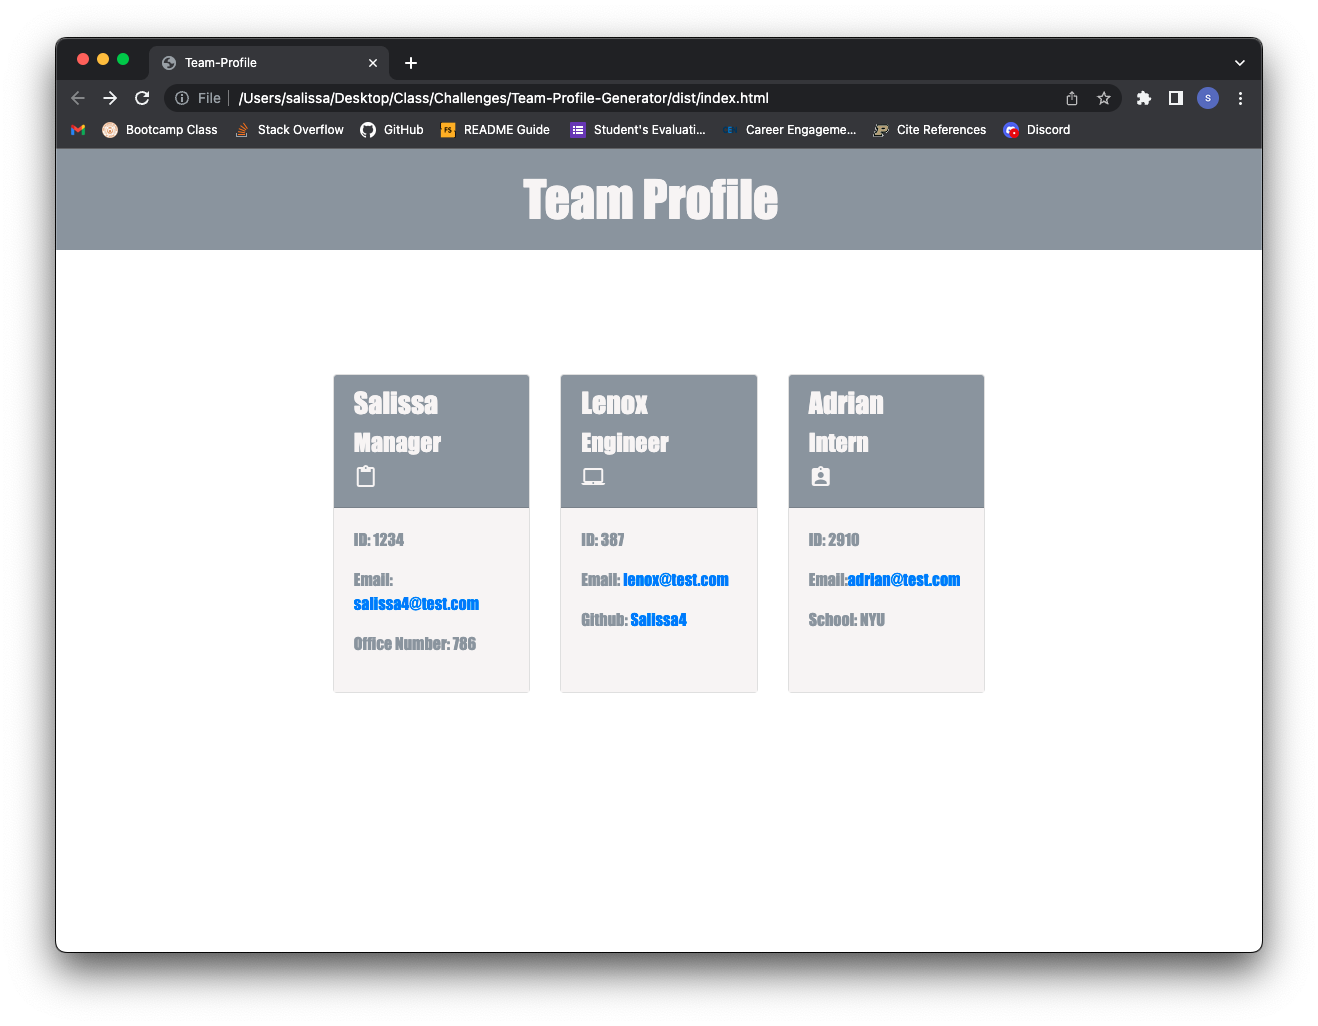 Team-Profile
File /Users/salissa/Desktop/Class/Challenges/Team-Profile-Generator/dist/index.html
S
Bootcamp Class Stack Overflow GitHub FS README Guide Student's Evaluati... Career Engageme... Cite References Discord
Team Profile
Salissa
Manager
ID: 1234
Email:
salissa4@test.com
Office Number: 786
Lenox
Engineer
ID: 387
Email: lenox@test.com
Github: Salissa4
Adrian
Intern
ID: 2910
Email:adrian@test.com
School: NYU